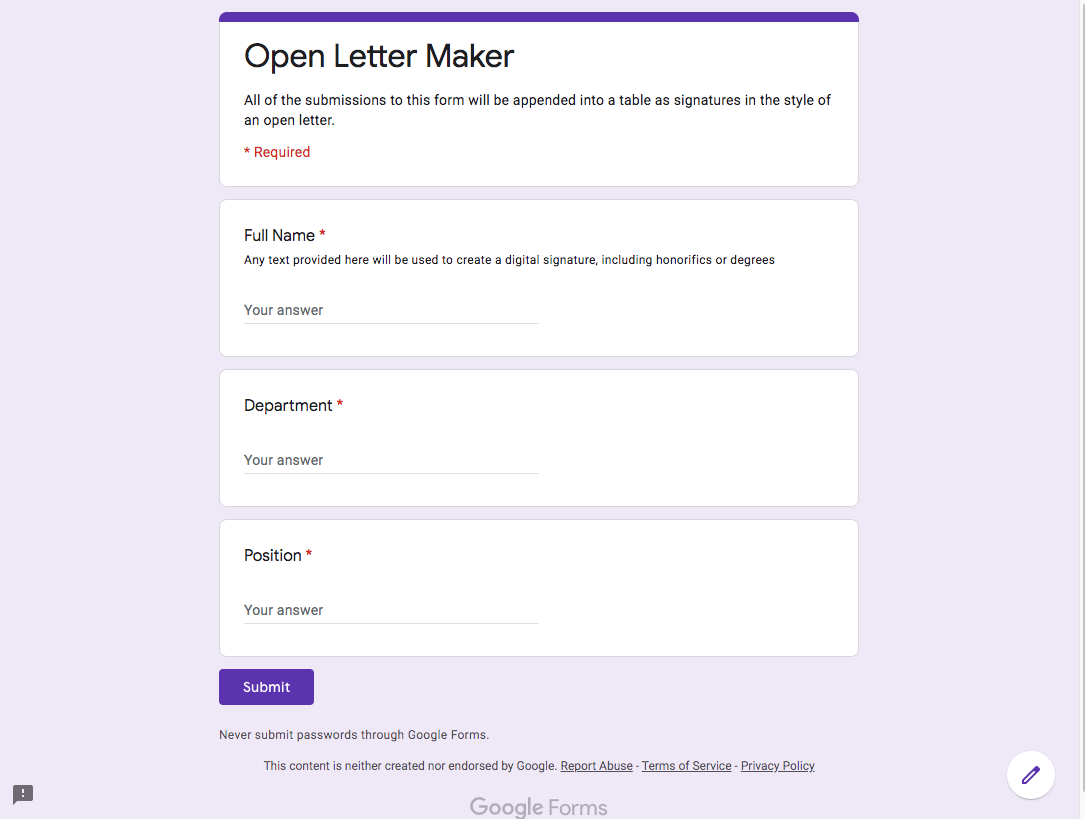 Open Letter Maker
All of the submissions to this form will be appended into a table as signatures in the style of
an open letter.
* Required
Full Name *
Any text provided here will be used to create a digital signature, including honorifics or degrees
Your answer
Department *
Your answer
Position *
Your answer
Submit
Never submit passwords through Google Forms.
This content is neither created nor endorsed by Google. Report Abuse - Terms of Service - Privacy Policy
Google Forms